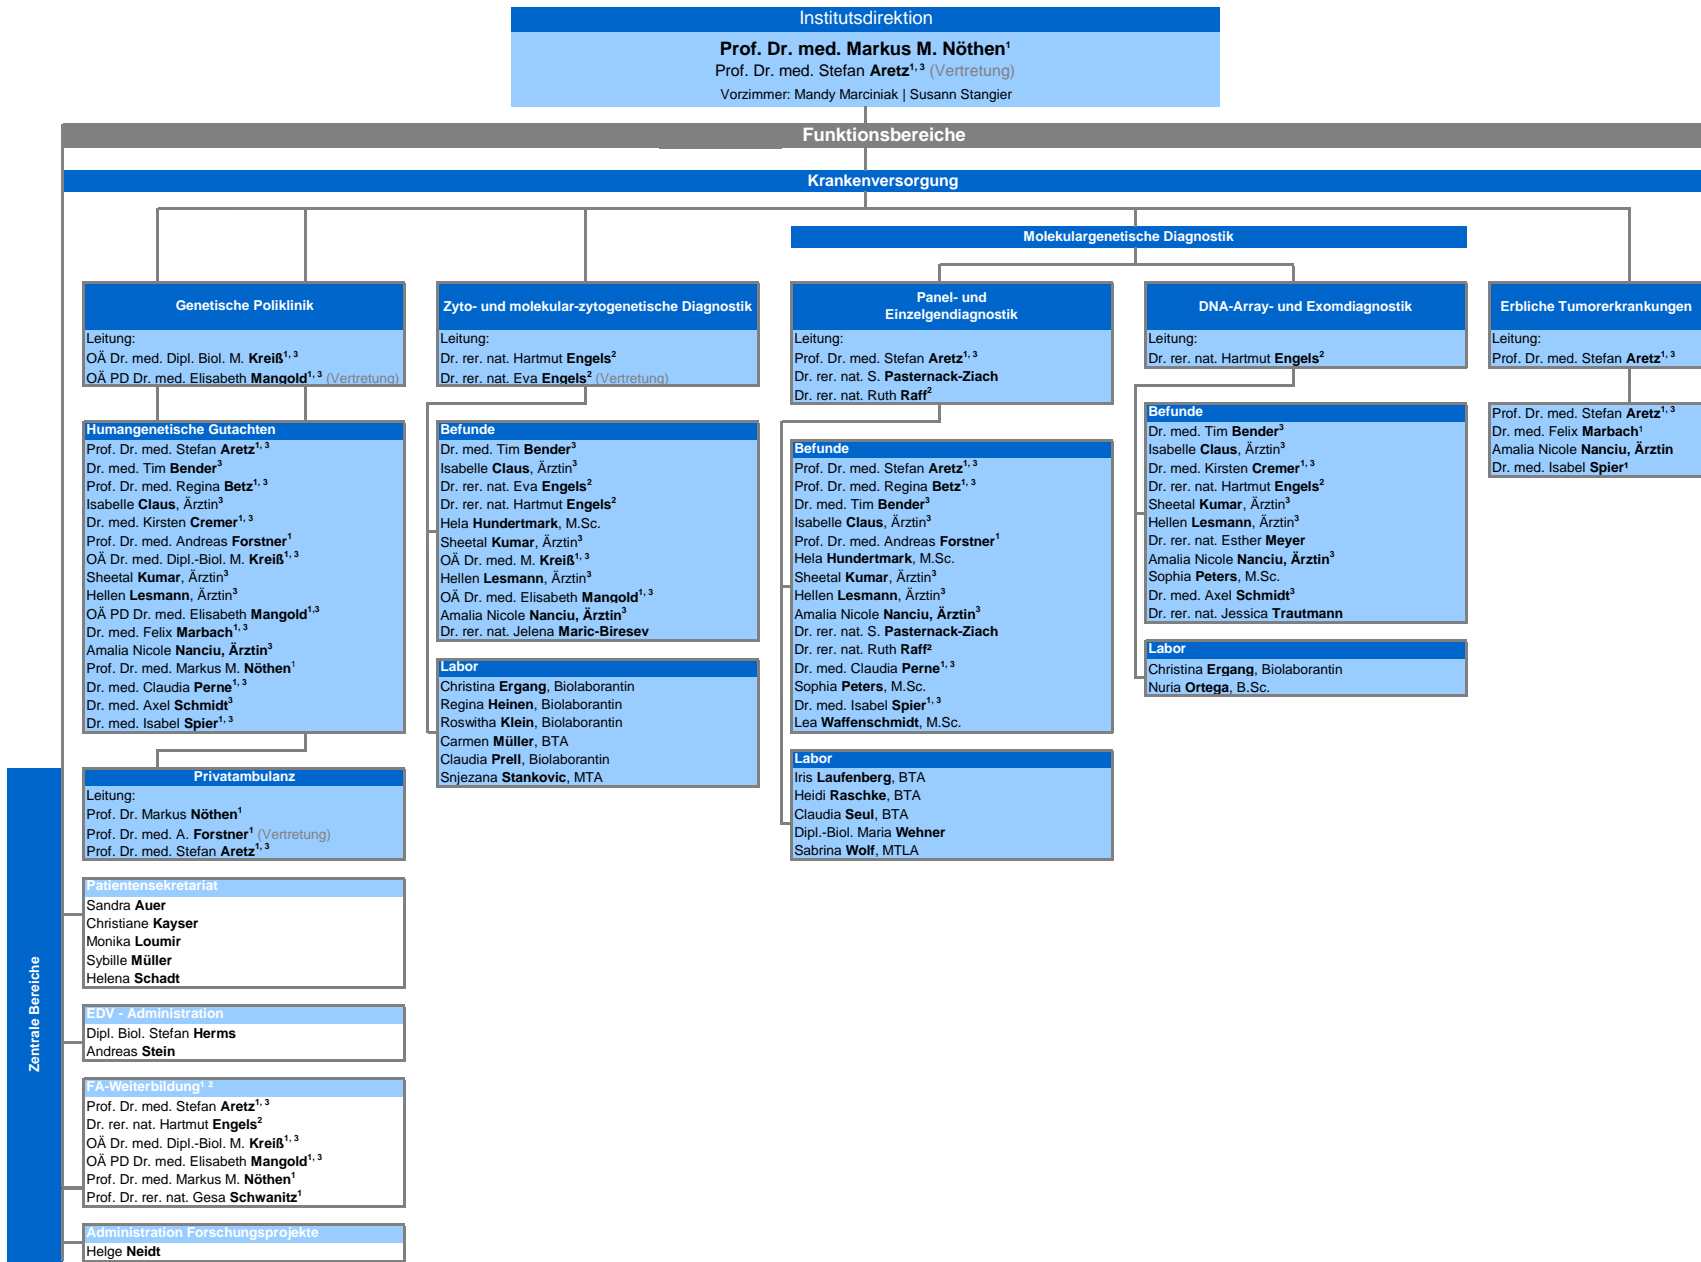 Institutsdirektion
Prof. Dr. med. Markus M. Nöthen¹
Prof. Dr. med. Stefan Aretz¹, ³ (Vertretung)
Vorzimmer: Mandy Marciniak | Susann Stangier
Funktionsbereiche
Krankenversorgung
Molekulargenetische Diagnostik
Genetische Poliklinik
Leitung:
OÄ Dr. med. Dipl. Biol. M. Kreiß¹, ³
OÄ PD Dr. med. Elisabeth Mangold¹, ³ (Vertretung)
Humangenetische Gutachten
Prof. Dr. med. Stefan Aretz¹, ³
Dr. med. Tim Bender³
Prof. Dr. med. Regina Betz¹, ³
Isabelle Claus, Ärztin³
Dr. med. Kirsten Cremer¹, ³
Prof. Dr. med. Andreas Forstner¹
OÄ Dr. med. Dipl.-Biol. M. Kreiß¹, ³
Sheetal Kumar, Ärztin³
Hellen Lesmann, Ärztin³
OÄ PD Dr. med. Elisabeth Mangold¹,³
Dr. med. Felix Marbach¹, ³
Amalia Nicole Nanciu, Ärztin³
Prof. Dr. med. Markus M. Nöthen¹
Dr. med. Claudia Perne¹, ³
Dr. med. Axel Schmidt³
Dr. med. Isabel Spier¹, ³
Privatambulanz
Leitung:
Prof. Dr. Markus Nöthen¹
Prof. Dr. med. A. Forstner¹ (Vertretung)
Prof. Dr. med. Stefan Aretz¹, ³
Zyto- und molekular-zytogenetische Diagnostik
Leitung:
Dr. rer. nat. Hartmut Engels²
Dr. rer. nat. Eva Engels² (Vertretung)
Befunde
Dr. med. Tim Bender³
Isabelle Claus, Ärztin³
Dr. rer. nat. Eva Engels²
Dr. rer. nat. Hartmut Engels²
Hela Hundertmark, M.Sc.
Sheetal Kumar, Ärztin³
OÄ Dr. med. M. Kreiß¹, ³
Hellen Lesmann, Ärztin³
OÄ Dr. med. Elisabeth Mangold¹, ³
Amalia Nicole Nanciu, Ärztin³
Dr. rer. nat. Jelena Maric-Biresev
Labor
Christina Ergang, Biolaborantin
Regina Heinen, Biolaborantin
Roswitha Klein, Biolaborantin
Carmen Müller, BTA
Claudia Prell, Biolaborantin
Snjezana Stankovic, MTA
Panel- und
Einzelgendiagnostik
Leitung:
Prof. Dr. med. Stefan Aretz¹, ³
Dr. rer. nat. S. Pasternack-Ziach
Dr. rer. nat. Ruth Raff²
Befunde
Prof. Dr. med. Stefan Aretz¹, ³
Prof. Dr. med. Regina Betz¹, ³
Dr. med. Tim Bender³
Isabelle Claus, Ärztin³
Prof. Dr. med. Andreas Forstner¹
Hela Hundertmark, M.Sc.
Sheetal Kumar, Ärztin³
Hellen Lesmann, Ärztin³
Amalia Nicole Nanciu, Ärztin³
Dr. rer. nat. S. Pasternack-Ziach
Dr. rer. nat. Ruth Raff²
Dr. med. Claudia Perne¹, ³
Sophia Peters, M.Sc.
Dr. med. Isabel Spier¹, ³
Lea Waffenschmidt, M.Sc.
Labor
Iris Laufenberg, BTA
Heidi Raschke, BTA
Claudia Seul, BTA
Dipl.-Biol. Maria Wehner
Sabrina Wolf, MTLA
DNA-Array- und Exomdiagnostik
Leitung:
Dr. rer. nat. Hartmut Engels²
Befunde
Dr. med. Tim Bender³
Isabelle Claus, Ärztin³
Dr. med. Kirsten Cremer¹, ³
Dr. rer. nat. Hartmut Engels²
Sheetal Kumar, Ärztin³
Hellen Lesmann, Ärztin³
Dr. rer. nat. Esther Meyer
Amalia Nicole Nanciu, Ärztin³
Sophia Peters, M.Sc.
Dr. med. Axel Schmidt³
Dr. rer. nat. Jessica Trautmann
Labor
Christina Ergang, Biolaborantin
Nuria Ortega, B.Sc.
Erbliche Tumorerkrankungen
Leitung:
Prof. Dr. med. Stefan Aretz¹, ³
Prof. Dr. med. Stefan Aretz¹, ³
Dr. med. Felix Marbach¹
Amalia Nicole Nanciu, Ärztin
Dr. med. Isabel Spier¹
Zentrale Bereiche
Patientensekretariat
Sandra Auer
Christiane Kayser
Monika Loumir
Sybille Müller
Helena Schadt
EDV - Administration
Dipl. Biol. Stefan Herms
Andreas Stein
FA-Weiterbildung¹ ²
Prof. Dr. med. Stefan Aretz¹, ³
Dr. rer. nat. Hartmut Engels²
OÄ Dr. med. Dipl.-Biol. M. Kreiß¹, ³
OÄ PD Dr. med. Elisabeth Mangold¹, ³
Prof. Dr. med. Markus M. Nöthen¹
Prof. Dr. rer. nat. Gesa Schwanitz¹
Administration Forschungsprojekte
Helge Neidt